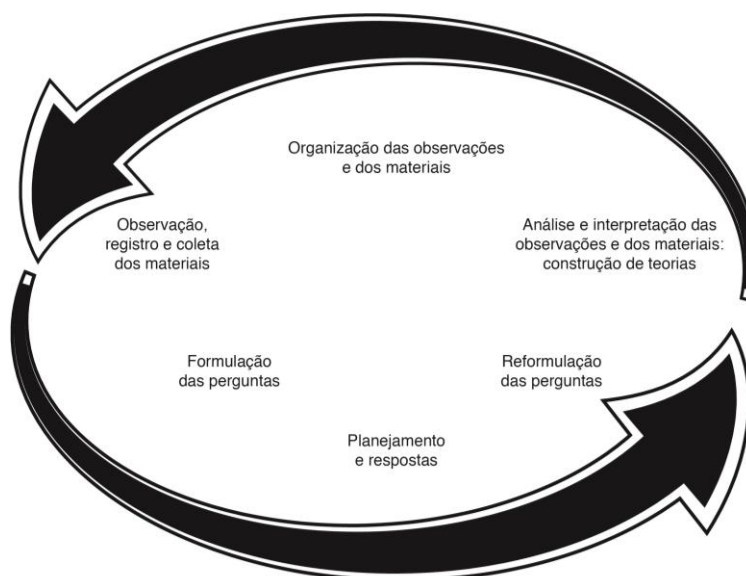 Organização das observações
e dos materiais
Observação,
registro e coleta
dos materiais
Análise e interpretação das
observações e dos materiais:
construção de teorias
Formulação
das perguntas
Reformulação
das perguntas
Planejamento
e respostas